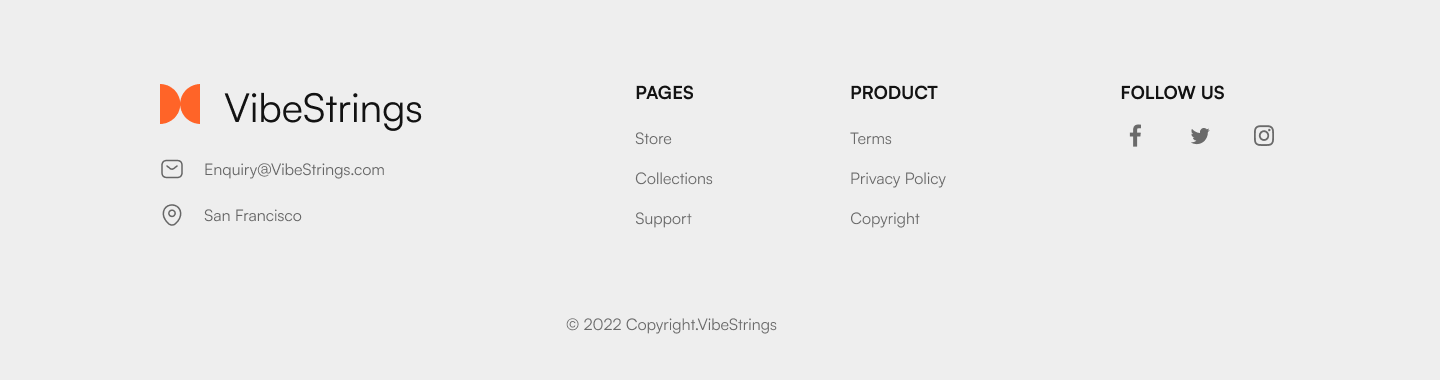 VibeStrings
Enquiry@VibeStrings.com
San Francisco
PAGES
Store
Collections
Support
PRODUCT
Terms
Privacy Policy
Copyright
FOLLOW US
© 2022 Copyright.VibeStrings